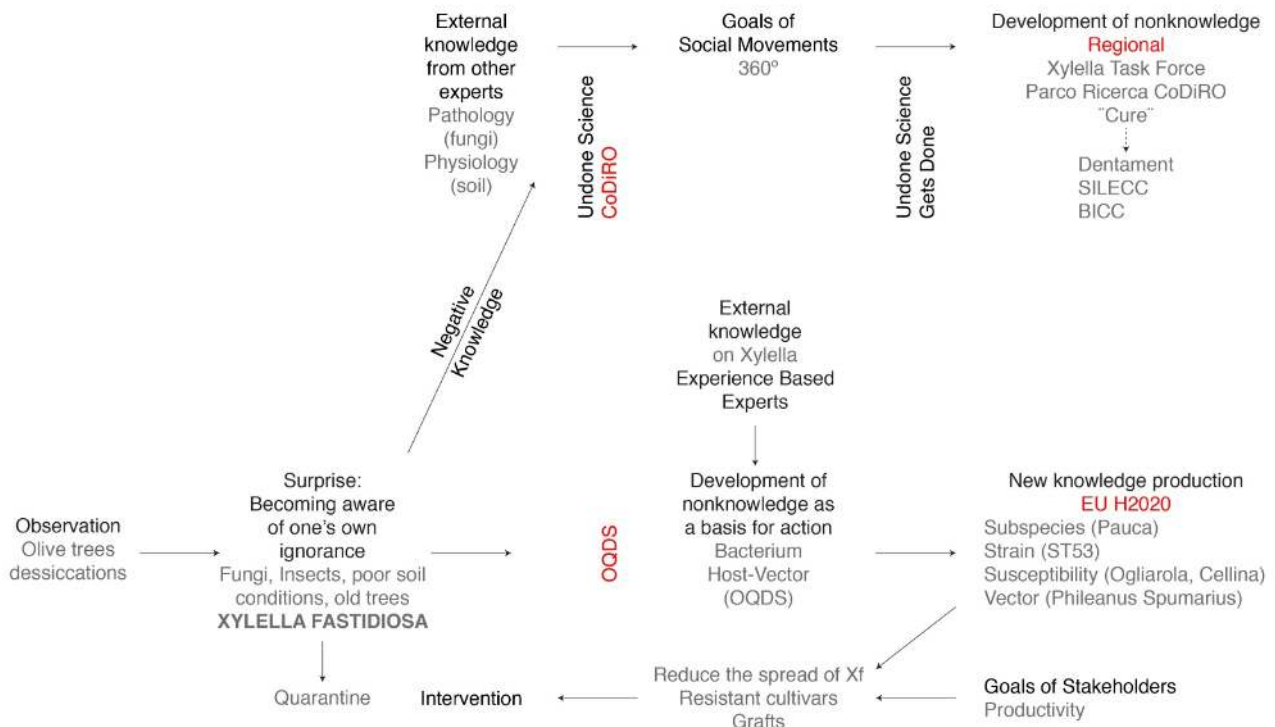 External
knowledge
from other
experts
Pathology
(fungi)
Physiology
(soil)
Undone Science
CoDiRO
Goals of
Social Movements
360º
Undone Science
Gets Done
Development of nonknowledge
Regional
Xylella Task Force
Parco Ricerca CoDiRO
¨Cure¨
Dentament
SILECC
BICC
Negative
Knowledge
External
knowledge
on Xylella
Experience Based
Experts
Observation
Olive trees
dessiccations
Surprise:
Becoming aware
of one's own
ignorance
Fungi, Insects, poor soil
conditions, old trees
XYLELLA FASTIDIOSA
OQDS
Development of
nonknowledge as
a basis for action
Bacterium
Host-Vector
(OQDS)
New knowledge production
EU H2020
Subspecies (Pauca)
Strain (ST53)
Susceptibility (Ogliarola, Cellina)
Vector (Phileanus Spumarius)
Quarantine
Intervention
Reduce the spread of Xf
Resistant cultivars
Grafts
Goals of Stakeholders
Productivity